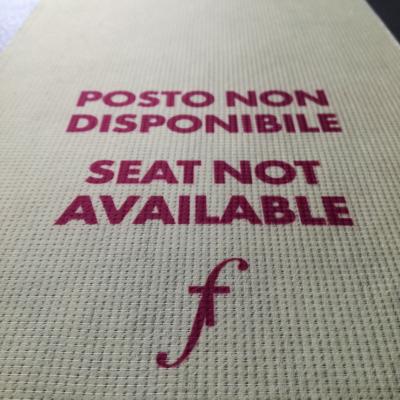 POSTO NON
DISPONIBILE
SEAT NOT
AVAILABLE
f